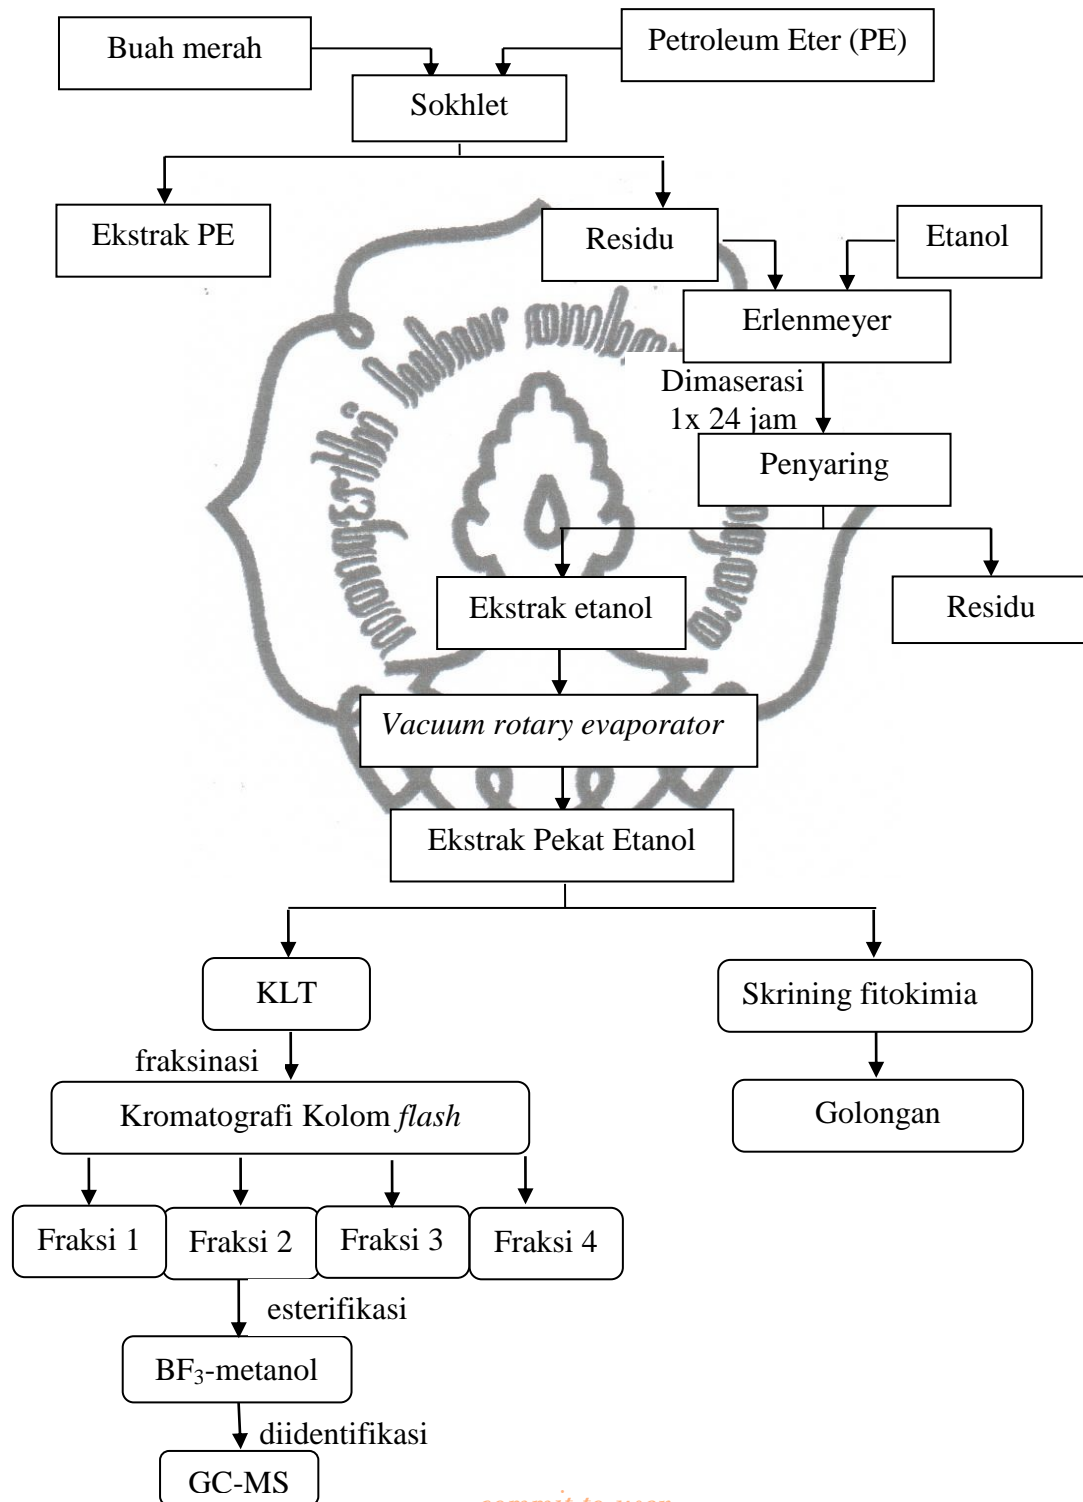 Buah merah
Petroleum Eter (PE)
Sokhlet
Ekstrak PE
Residu
Etanol
Erlenmeyer
Dimaserasi
1x 24 jam
Penyaring
Ekstrak etanol
Residu
Vacuum rotary evaporator
Ekstrak Pekat Etanol
KLT
Skrining fitokimia
fraksinasi
Kromatografi Kolom flash
Golongan
Fraksi 1
Fraksi 2
Fraksi 3
Fraksi 4
esterifikasi
BF₃-metanol
diidentifikasi
GC-MS
commit to user